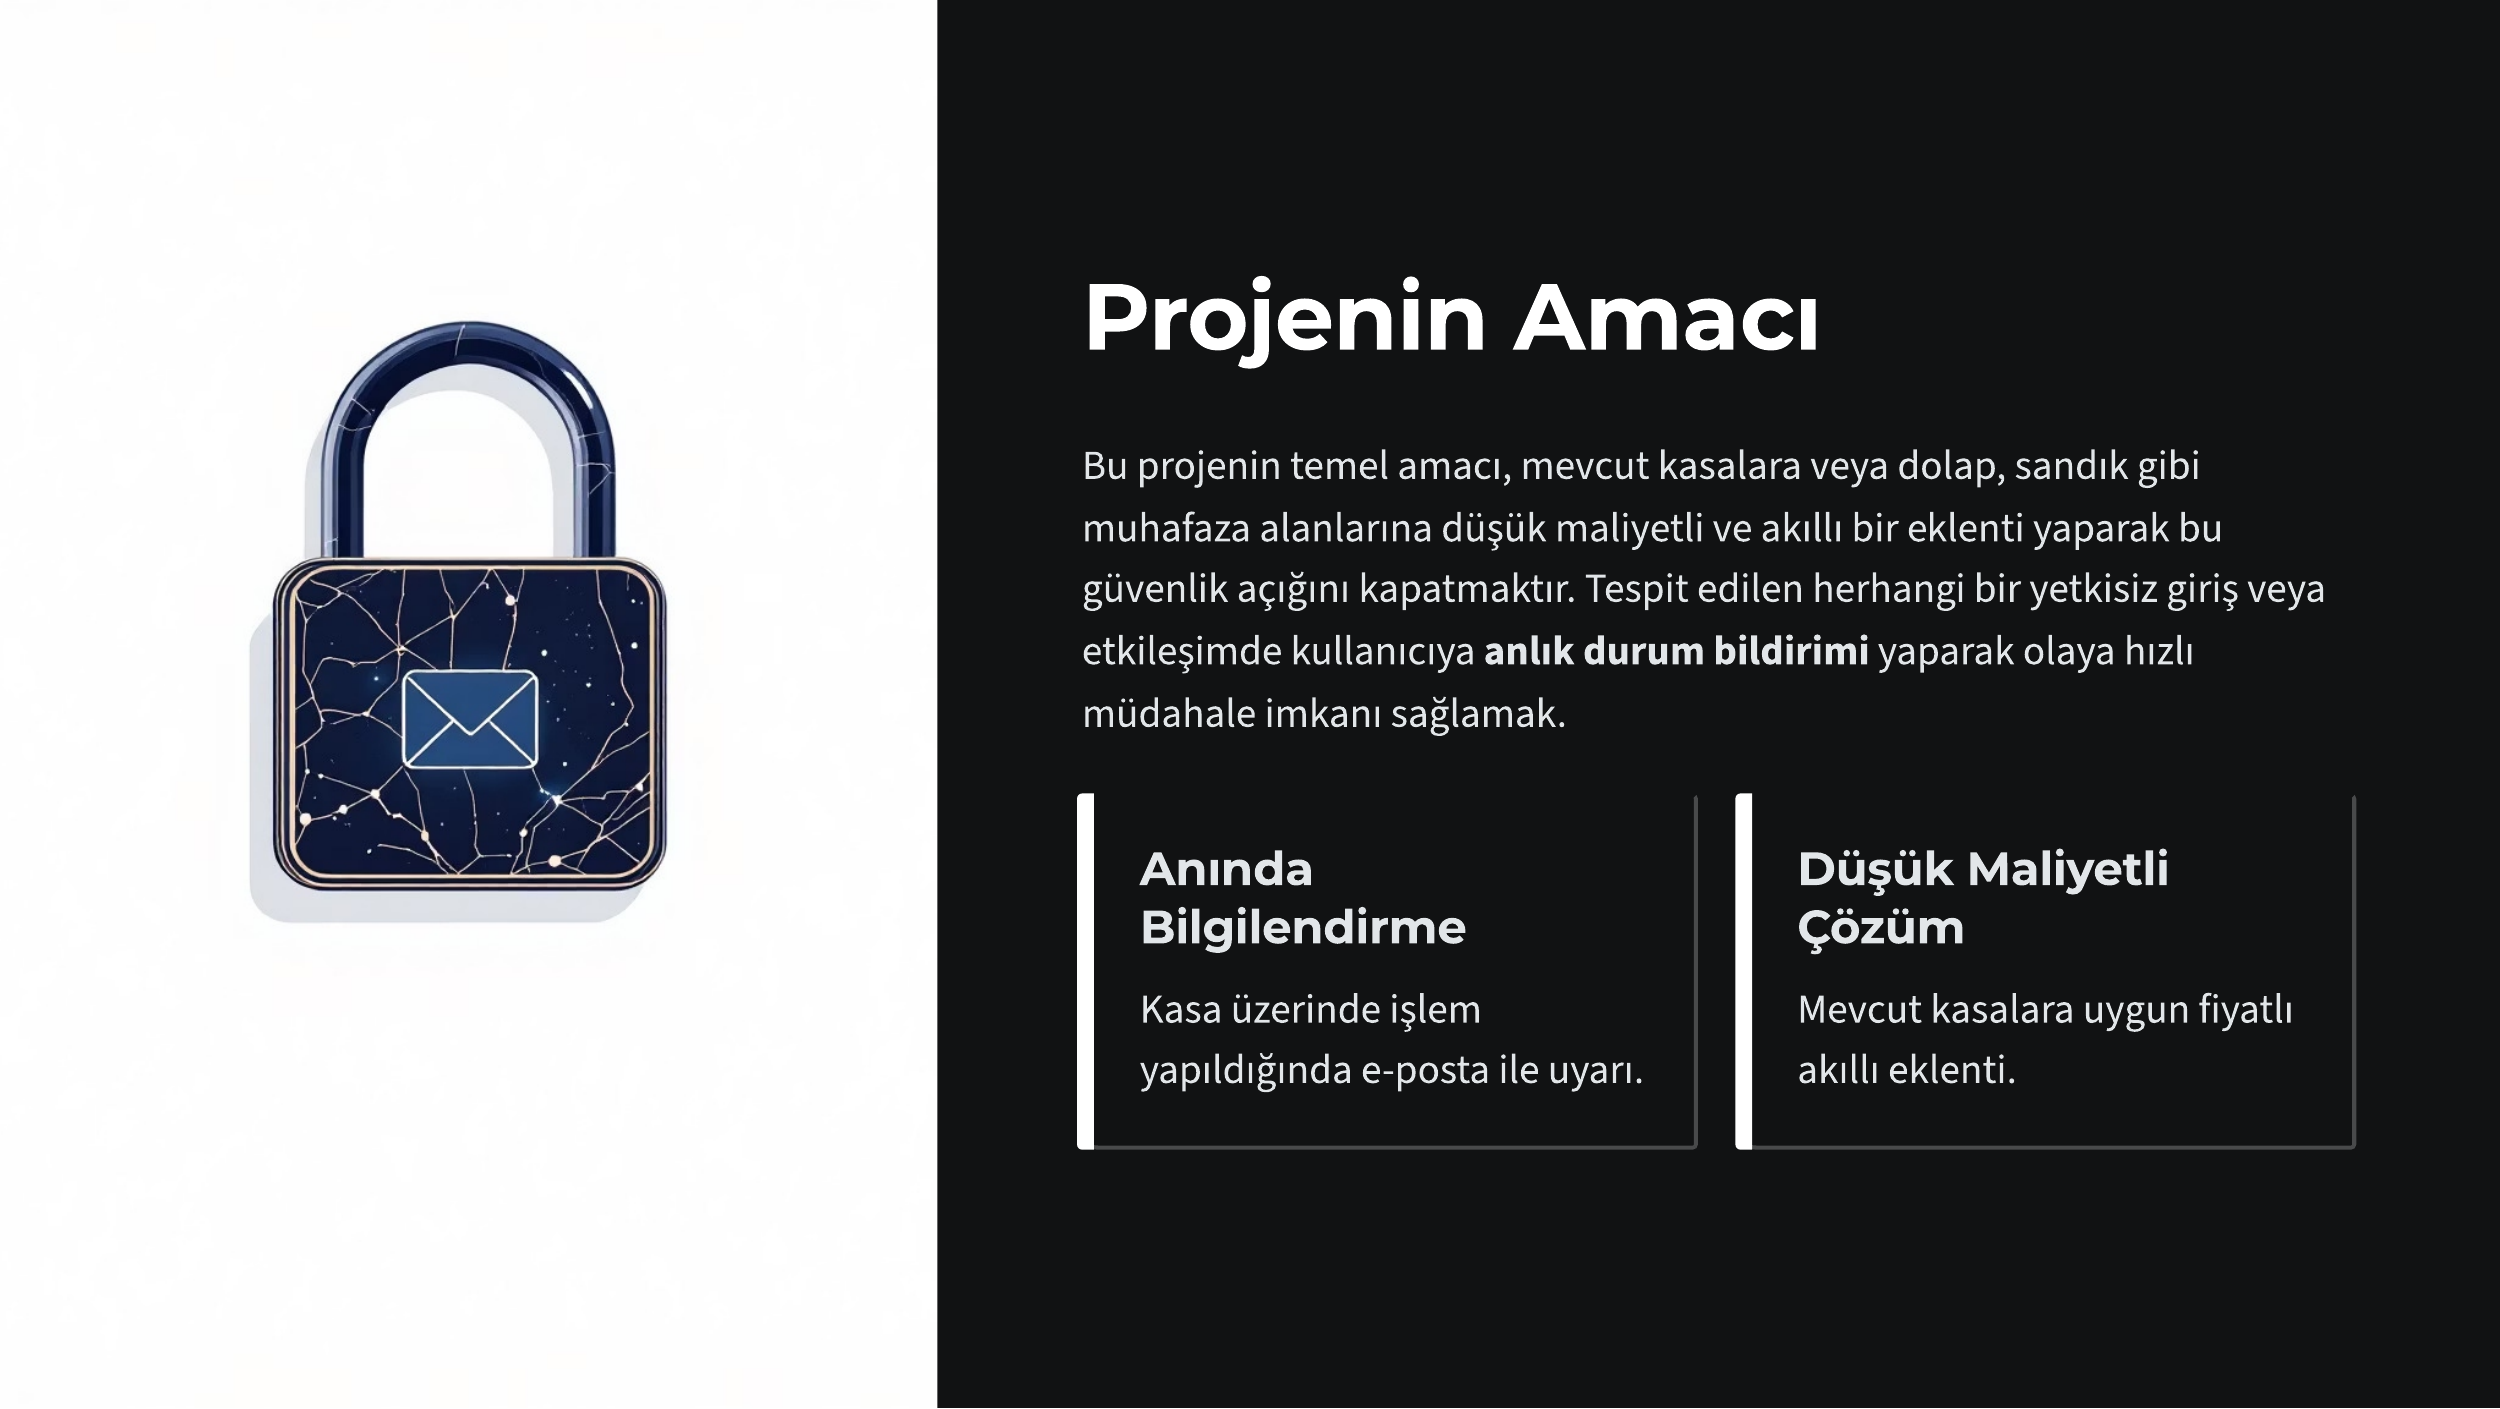 Projenin Amacı
Bu projenin temel amacı, mevcut kasalara veya dolap, sandık gibi
muhafaza alanlarına düşük maliyetli ve akıllı bir eklenti yaparak bu
güvenlik açığını kapatmaktır. Tespit edilen herhangi bir yetkisiz giriş veya
etkileşimde kullanıcıya anlık durum bildirimi yaparak olaya hızlı
müdahale imkanı sağlamak.
Anında
Bilgilendirme
Kasa üzerinde işlem
yapıldığında e-posta ile uyarı.
Düşük Maliyetli
Çözüm
Mevcut kasalara uygun fiyatlı
akıllı eklenti.